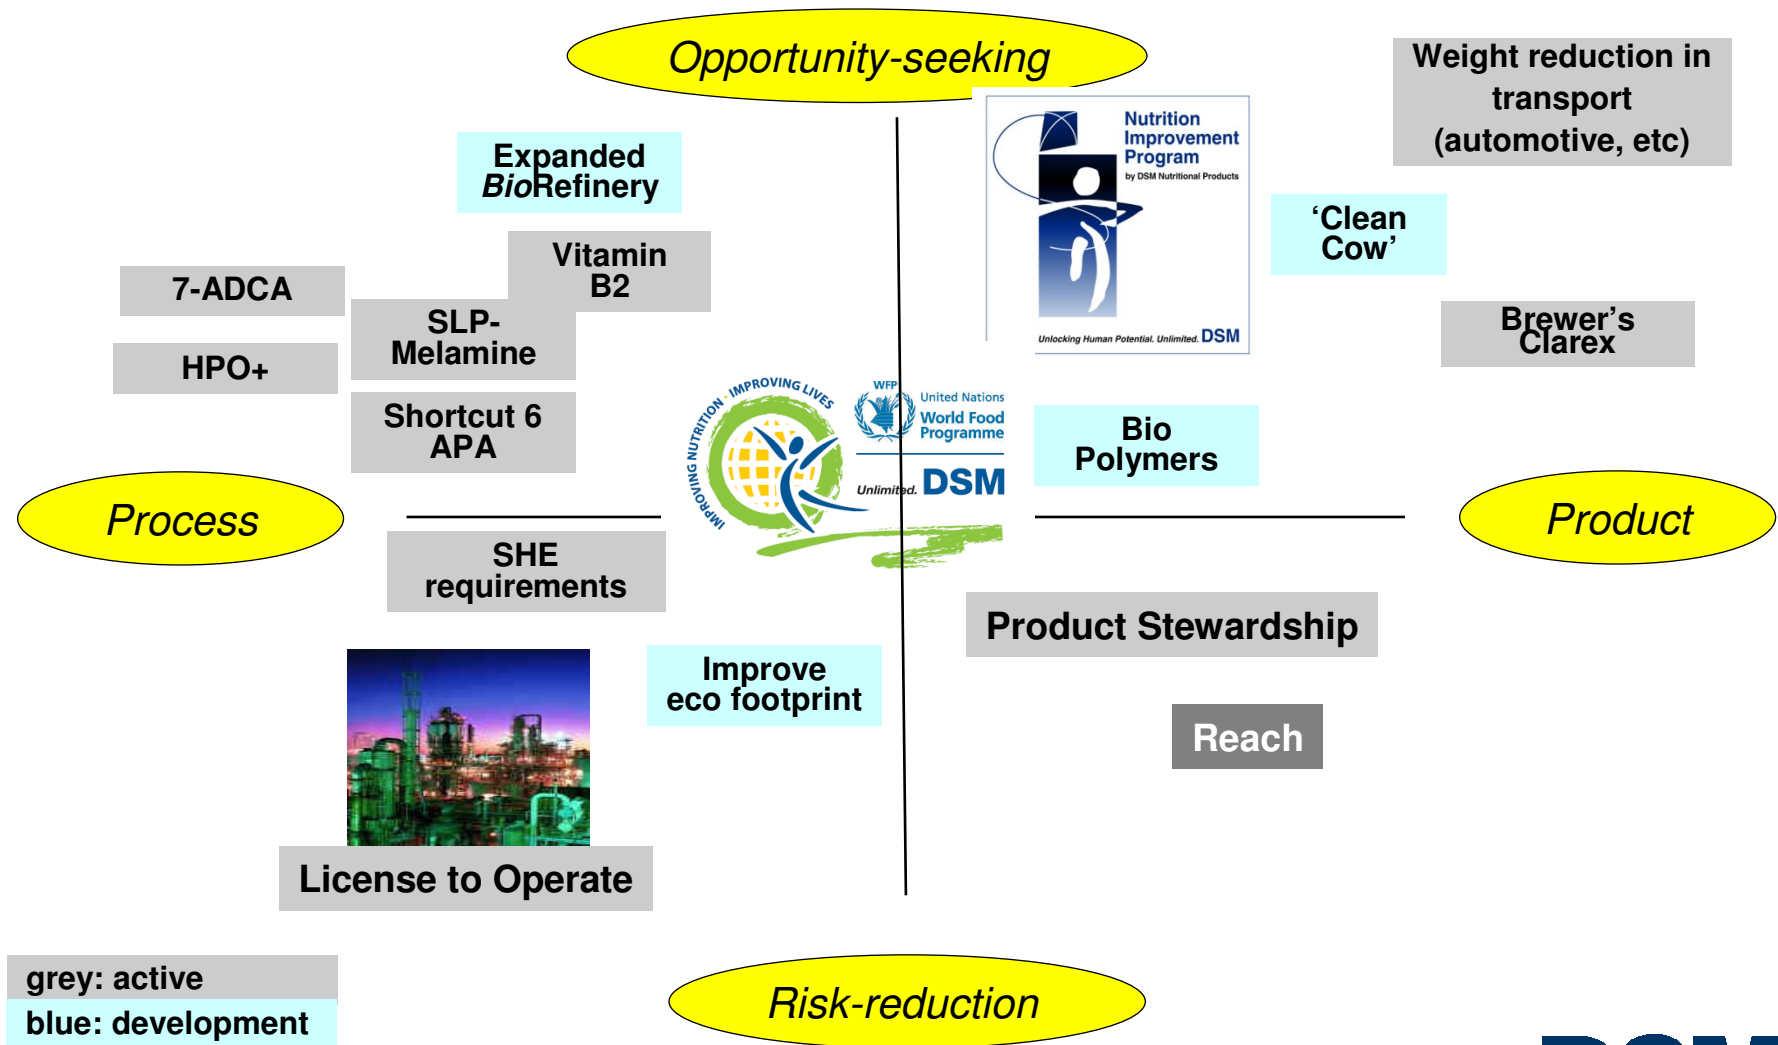 Opportunity-seeking
Weight reduction in
transport
(automotive, etc)
Nutrition
Improvement
Program
by DSM Nutritional Products
Unlocking Human Potential. Unlimited. DSM
Expanded
BioRefinery
'Clean
Cow'
Vitamin
B2
7-ADCA
SLP-
Melamine
Brewer's
Clarex
HPO+
Shortcut 6
APA
IMPROVING NUTRITION · IMPROVING LIVES
WFP
United Nations
World Food
Programme
Unlimited. DSM
Bio
Polymers
Process
Product
SHE
requirements
Product Stewardship
Improve
eco footprint
Reach
License to Operate
grey: active
blue: development
Risk-reduction
DSM